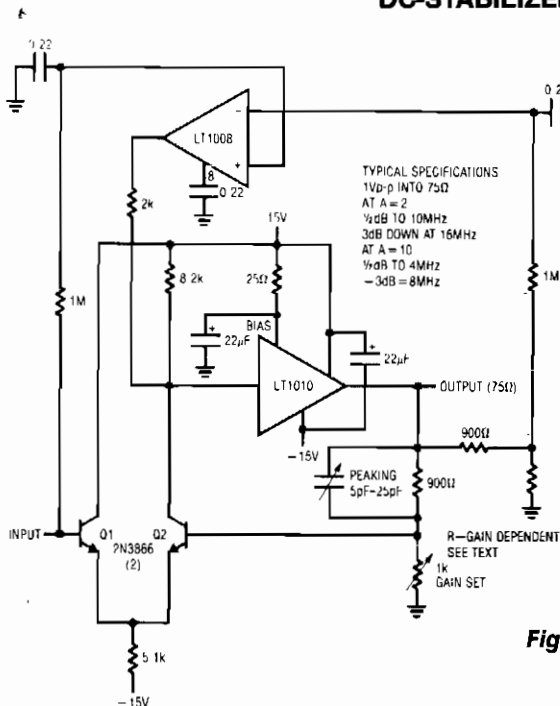 DC-STABILIZE
0.22
LT1008
−
+
8
0.22
2k
15V
TYPICAL SPECIFICATIONS
1Vp-p INTO 75Ω
AT A = 2
½dB TO 10MHz
3dB DOWN AT 16MHz
AT A = 10
½dB TO 4MHz
−3dB = 8MHz
1M
8.2k
25Ω
1M
BIAS
+
22µF
+
22µF
LT1010
OUTPUT (75Ω)
−15V
900Ω
PEAKING
5pF–25pF
900Ω
INPUT
Q1
Q2
2N3866
(2)
R—GAIN DEPENDENT
SEE TEXT
1k
GAIN SET
5.1k
−15V
Fig